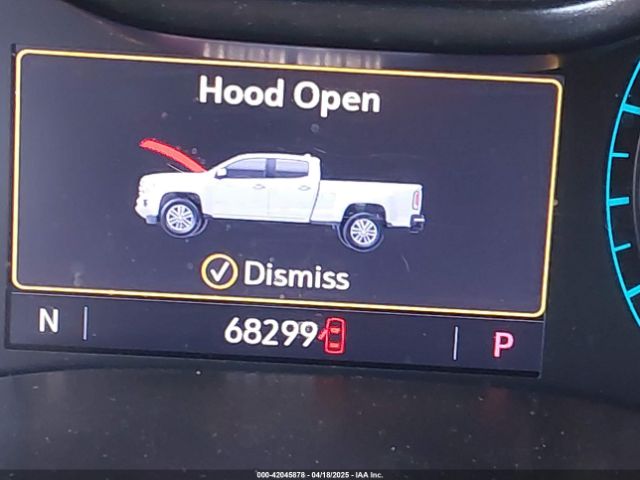 Hood Open
Dismiss
N
68299
P
000-42045878 - 04/18/2025 - IAA Inc.